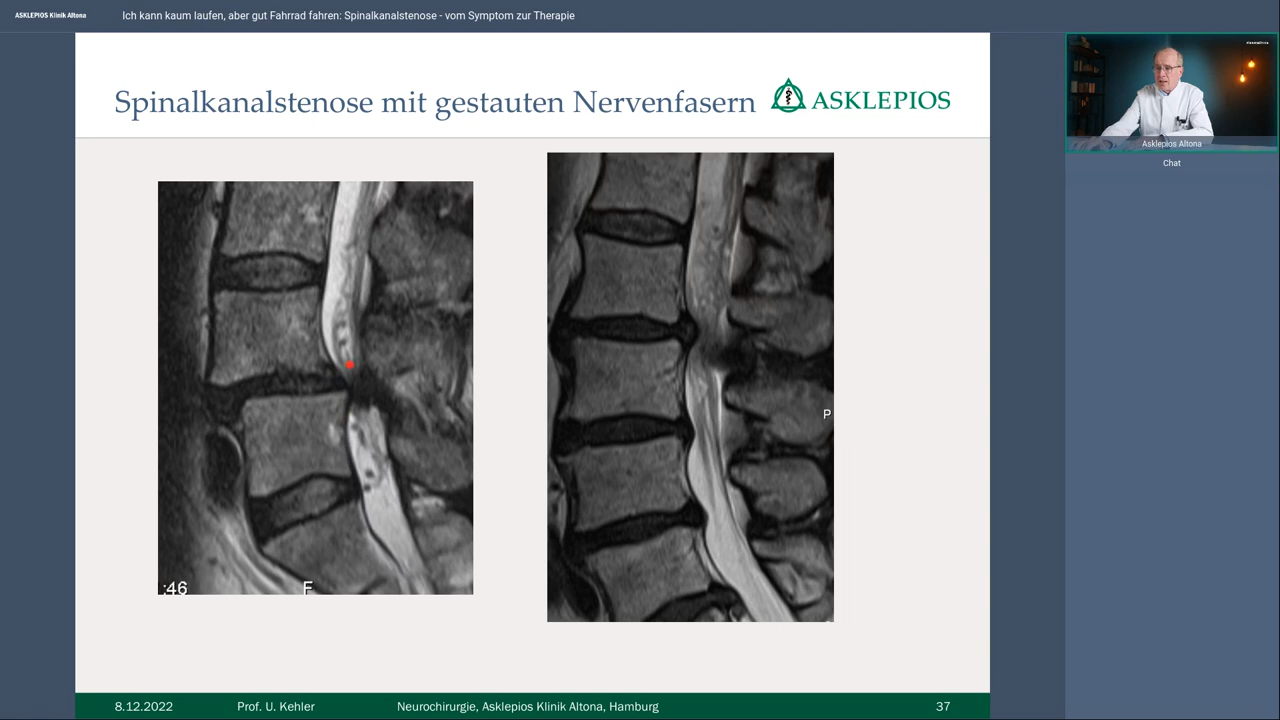 ASKLEPIOS Klinik Altona
Ich kann kaum laufen, aber gut Fahrrad fahren: Spinalkanalstenose - vom Symptom zur Therapie
Spinalkanalstenose mit gestauten Nervenfasern
ASKLEPIOS
Asklepios Altona
Chat
P
:46
F
8.12.2022
Prof. U. Kehler
Neurochirurgie, Asklepios Klinik Altona, Hamburg
37